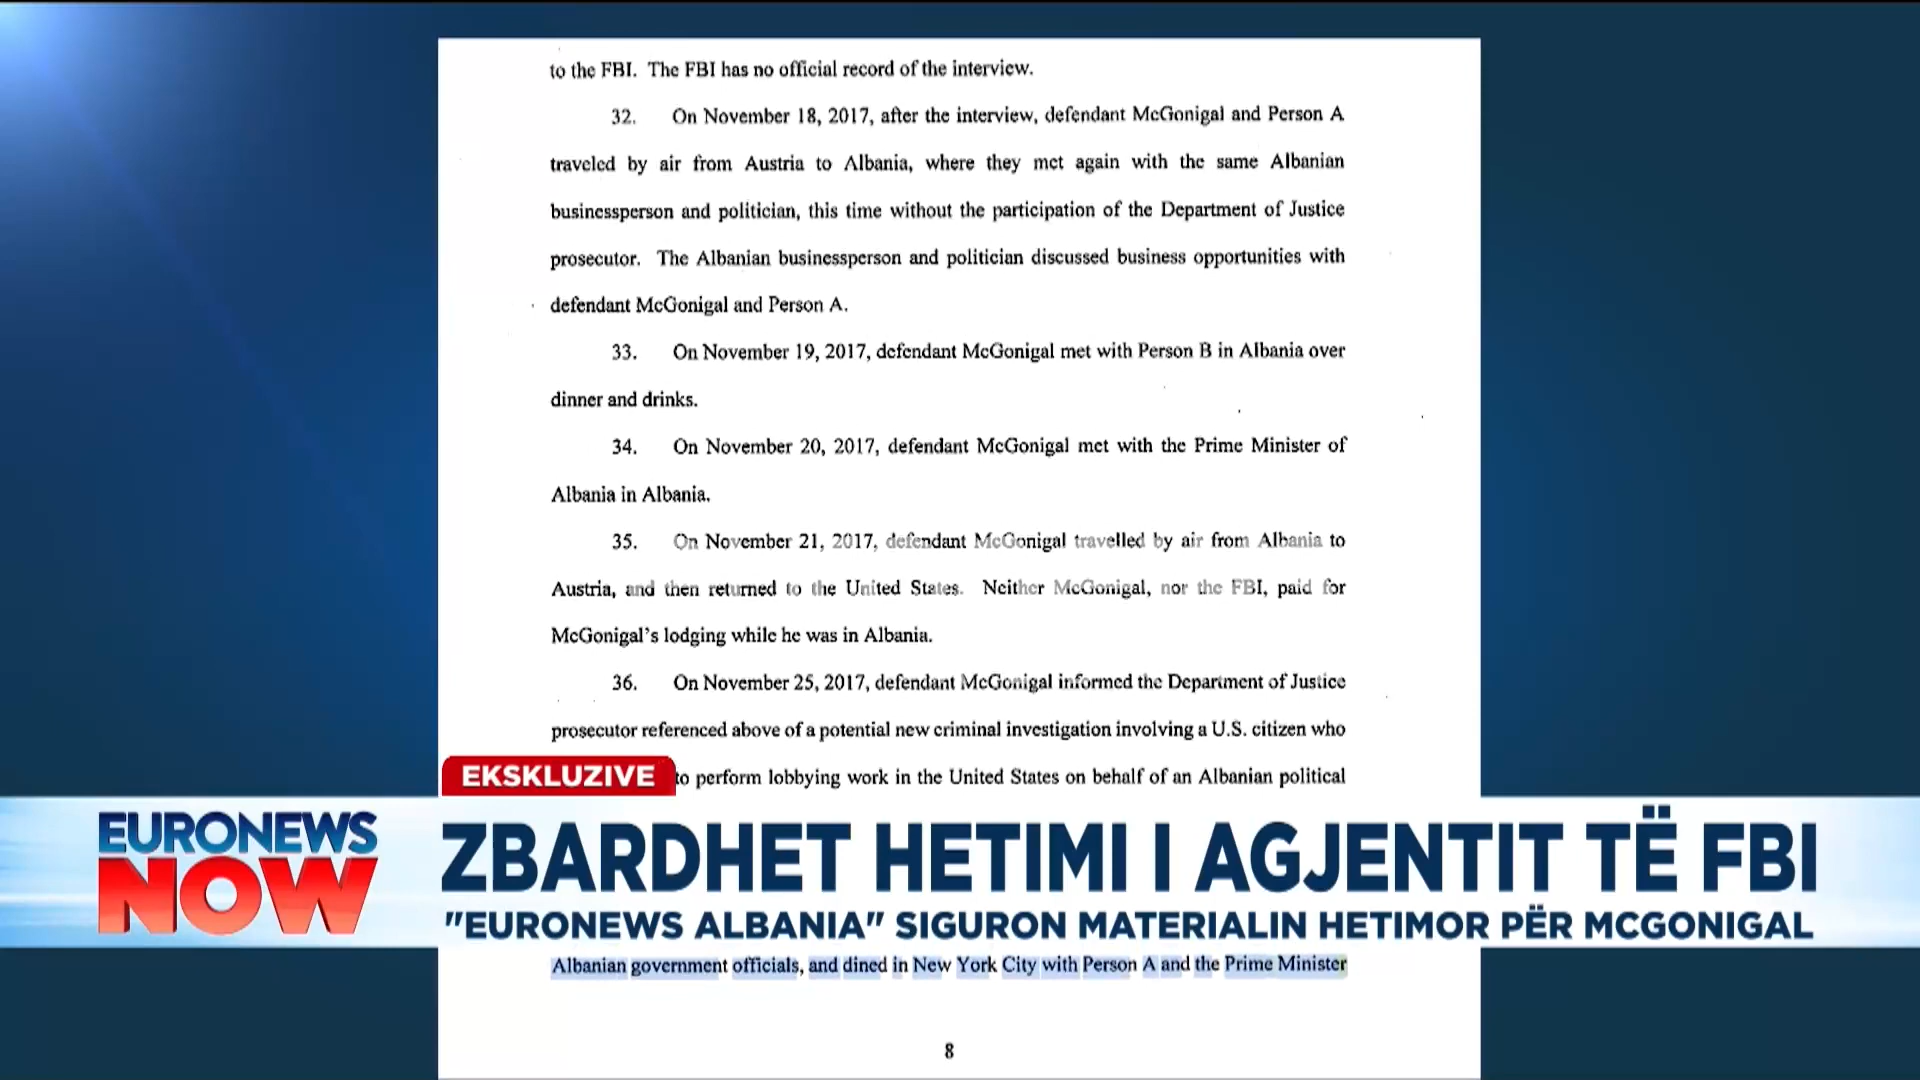 to the FBI. The FBI has no official record of the interview.
32. On November 18, 2017, after the interview, defendant McGonigal and Person A
traveled by air from Austria to Albania, where they met again with the same Albanian
businessperson and politician, this time without the participation of the Department of Justice
prosecutor. The Albanian businessperson and politician discussed business opportunities with
defendant McGonigal and Person A.
33. On November 19, 2017, defendant McGonigal met with Person B in Albania over
dinner and drinks.
34. On November 20, 2017, defendant McGonigal met with the Prime Minister of
Albania in Albania.
35. On November 21, 2017, defendant McGonigal travelled by air from Albania to
Austria, and then returned to the United States. Neither McGonigal, nor the FBI, paid for
McGonigal's lodging while he was in Albania.
36. On November 25, 2017, defendant McGonigal informed the Department of Justice
prosecutor referenced above of a potential new criminal investigation involving a U.S. citizen who
EKSKLUZIVE
to perform lobbying work in the United States on behalf of an Albanian political
EURONEWS
NOW
ZBARDHET HETIMI I AGJENTIT TË FBI
"EURONEWS ALBANIA" SIGURON MATERIALIN HETIMOR PËR MCGONIGAL
Albanian government officials, and dined in New York City with Person A and the Prime Minister
8